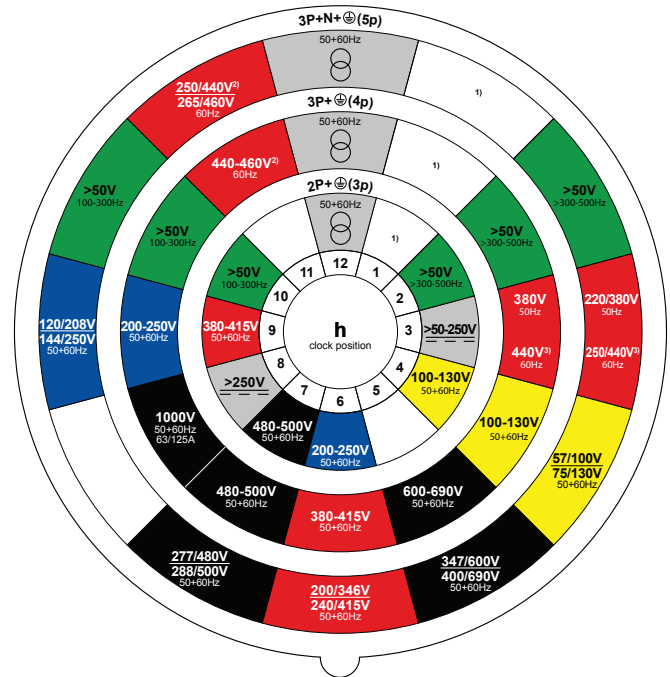 3P+N+⏚(5p)
50+60Hz
1)
>50V
>300-500Hz
220/380V
50Hz
250/440V3)
60Hz
57/100V
75/130V
50+60Hz
347/600V
400/690V
50+60Hz
200/346V
240/415V
50+60Hz
277/480V
288/500V
50+60Hz
120/208V
144/250V
50+60Hz
>50V
100-300Hz
250/440V2)
265/460V
60Hz
3P+⏚(4p)
50+60Hz
1)
>50V
>300-500Hz
380V
50Hz
440V3)
60Hz
100-130V
50+60Hz
600-690V
50+60Hz
380-415V
50+60Hz
480-500V
50+60Hz
1000V
50+60Hz
63/125A
200-250V
50+60Hz
>50V
100-300Hz
440-460V2)
60Hz
2P+⏚(3p)
50+60Hz
1)
>50V
>300-500Hz
>50-250V
100-130V
50+60Hz
200-250V
50+60Hz
480-500V
50+60Hz
>250V
380-415V
50+60Hz
>50V
100-300Hz
12
1
2
3
4
5
6
7
8
9
10
11
h
clock position